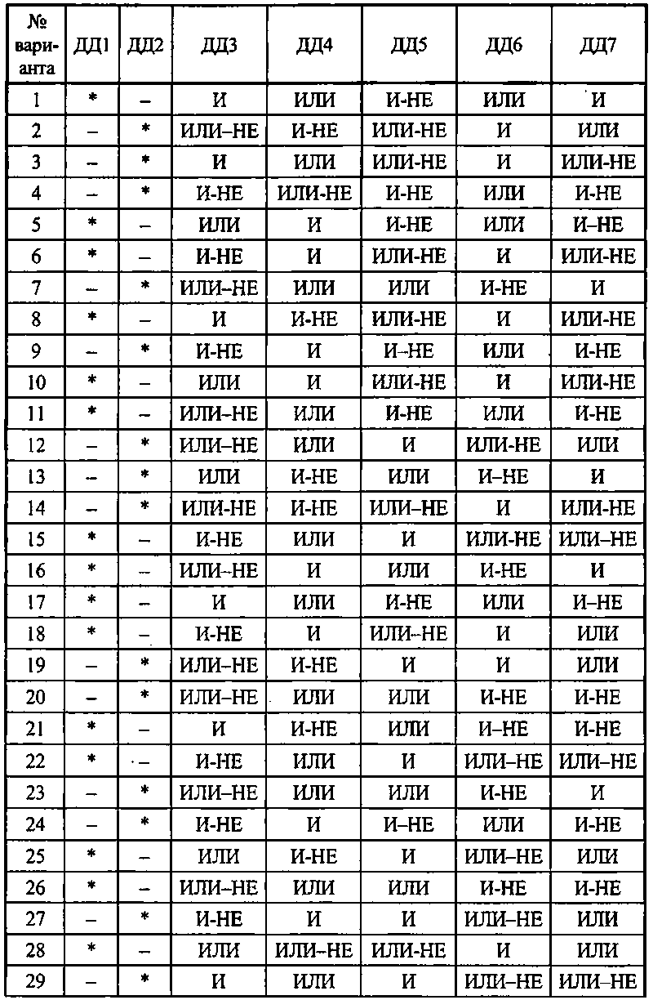 № вари-анта ДД1 ДД2 ДД3 ДД4 ДД5 ДД6 ДД7
1 * – И ИЛИ И-НЕ ИЛИ И
2 – * ИЛИ–НЕ И-НЕ ИЛИ-НЕ И ИЛИ
3 – * И ИЛИ ИЛИ-НЕ И ИЛИ-НЕ
4 – * И-НЕ ИЛИ-НЕ И-НЕ ИЛИ И-НЕ
5 * – ИЛИ И И-НЕ ИЛИ И–НЕ
6 * – И-НЕ И ИЛИ-НЕ И ИЛИ-НЕ
7 – * ИЛИ–НЕ ИЛИ ИЛИ И-НЕ И
8 * – И И-НЕ ИЛИ-НЕ И ИЛИ-НЕ
9 – * И-НЕ И И–НЕ ИЛИ И-НЕ
10 * – ИЛИ И ИЛИ-НЕ И ИЛИ-НЕ
11 * – ИЛИ–НЕ ИЛИ И-НЕ ИЛИ И-НЕ
12 – * ИЛИ–НЕ ИЛИ И ИЛИ-НЕ ИЛИ
13 – * ИЛИ И-НЕ ИЛИ И–НЕ И
14 – * ИЛИ-НЕ И-НЕ ИЛИ–НЕ И ИЛИ-НЕ
15 * – И-НЕ ИЛИ И ИЛИ-НЕ ИЛИ–НЕ
16 * – ИЛИ–НЕ И ИЛИ И-НЕ И
17 * – И ИЛИ И-НЕ ИЛИ И–НЕ
18 * – И-НЕ И ИЛИ–НЕ И ИЛИ
19 – * ИЛИ–НЕ И-НЕ И И ИЛИ
20 – * ИЛИ–НЕ ИЛИ ИЛИ И-НЕ И-НЕ
21 * – И И-НЕ ИЛИ И–НЕ И-НЕ
22 * – И-НЕ ИЛИ И ИЛИ–НЕ ИЛИ–НЕ
23 – * ИЛИ–НЕ ИЛИ ИЛИ И-НЕ И
24 – * И-НЕ И И–НЕ ИЛИ И-НЕ
25 * – ИЛИ И-НЕ И ИЛИ–НЕ ИЛИ
26 * – ИЛИ–НЕ ИЛИ ИЛИ И-НЕ И-НЕ
27 – * И-НЕ И И ИЛИ–НЕ ИЛИ
28 * – ИЛИ ИЛИ–НЕ ИЛИ-НЕ И ИЛИ
29 – * И ИЛИ И ИЛИ–НЕ ИЛИ–НЕ